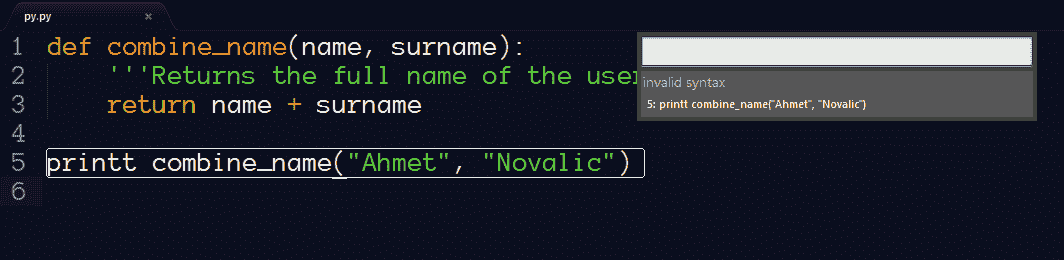 py.py ×
1 def combine_name(name, surname):
2     '''Returns the full name of the user
3     return name + surname
4
5 printt combine_name("Ahmet", "Novalic")
6
invalid syntax
5: printt combine_name("Ahmet", "Novalic")